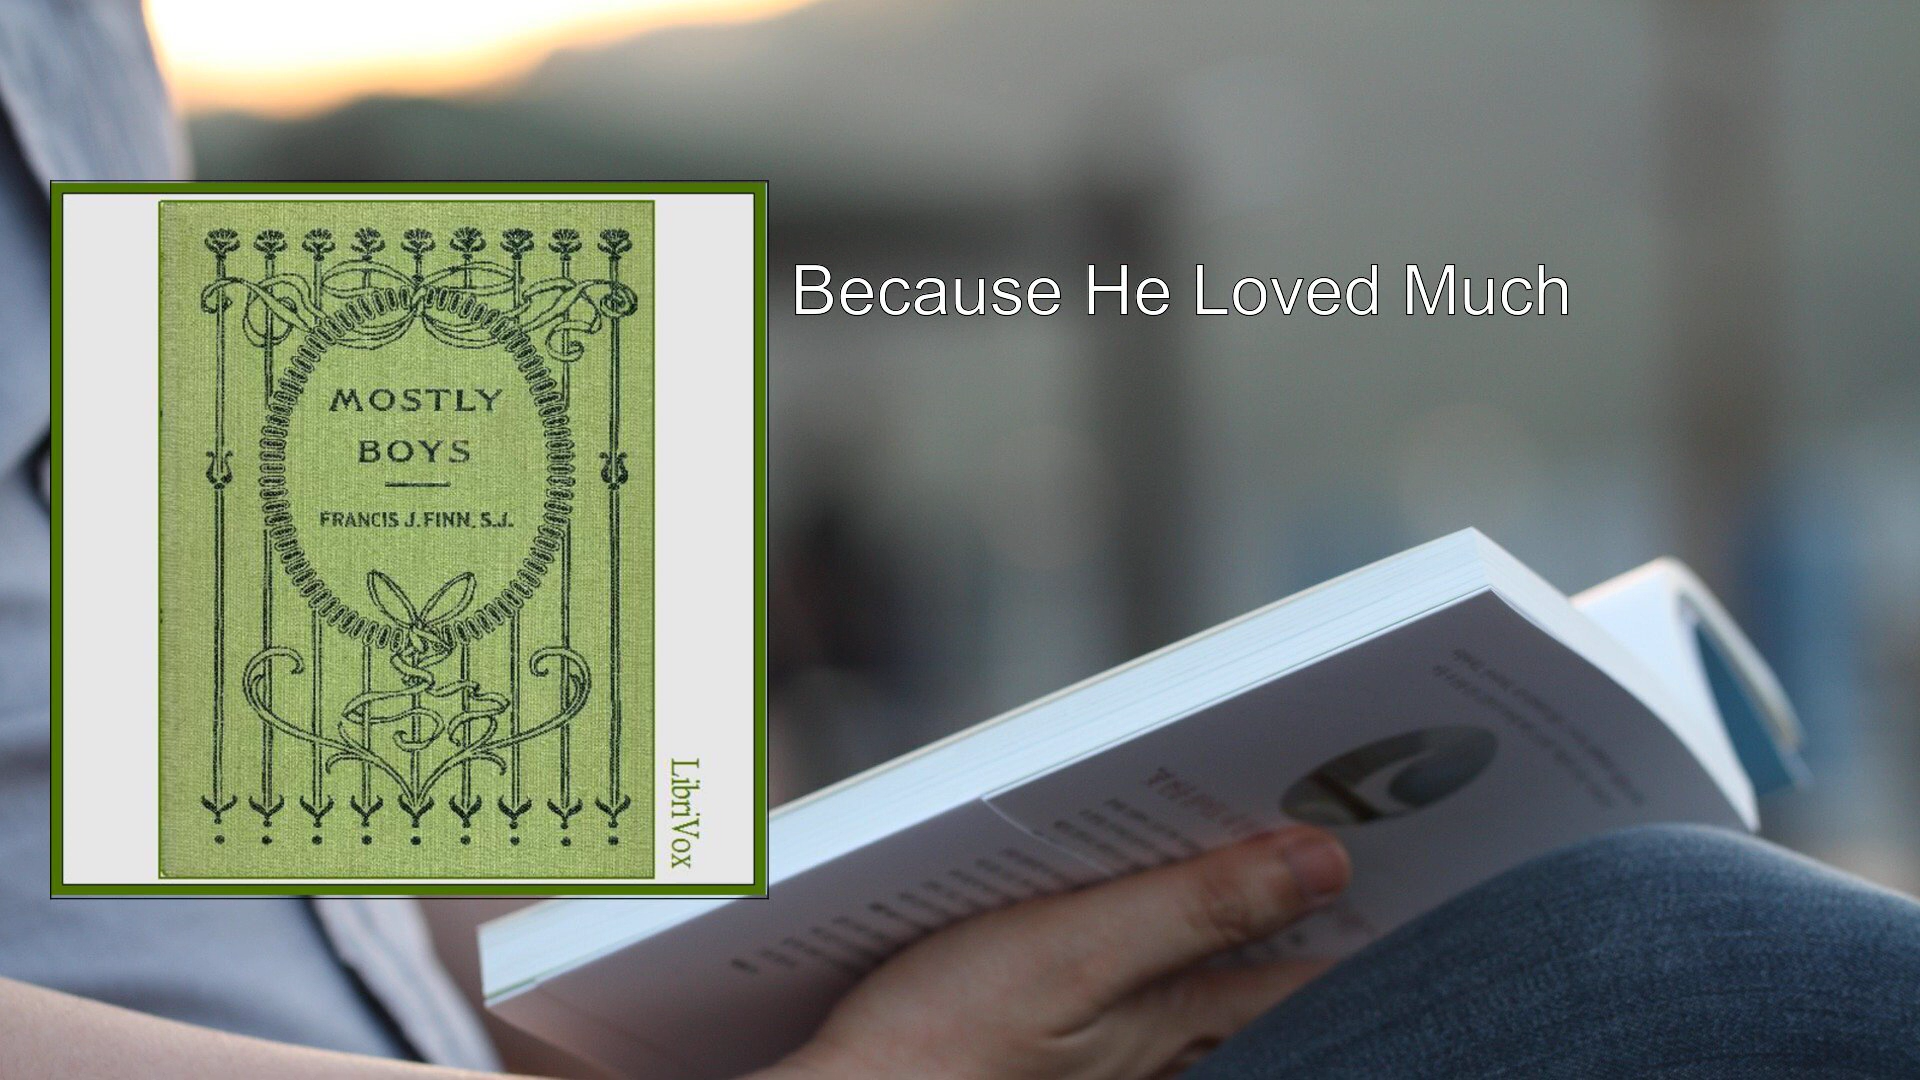 Because He Loved Much
MOSTLY
BOYS
FRANCIS J. FINN, S.J.
LibriVox